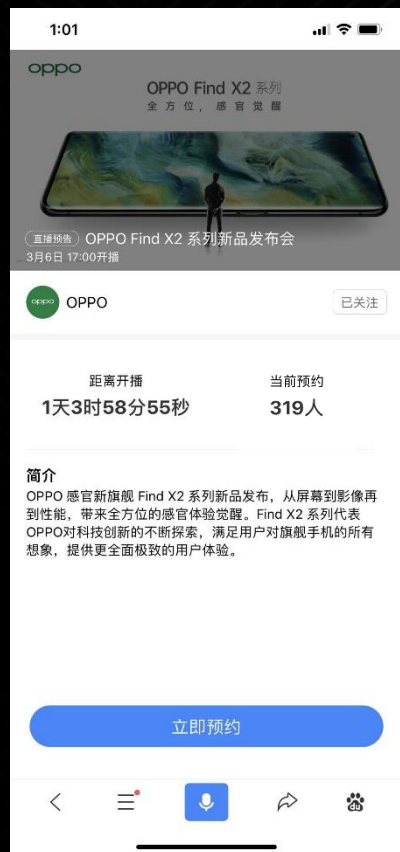 1:01
oppo
OPPO Find X2 系列
全方位，感官觉醒
直播预告 OPPO Find X2 系列新品发布会
3月6日 17:00开播
oppo OPPO 已关注
距离开播 当前预约
1天3时58分55秒 319人
简介
OPPO 感官新旗舰 Find X2 系列新品发布，从屏幕到影像再
到性能，带来全方位的感官体验觉醒。Find X2 系列代表
OPPO对科技创新的不断探索，满足用户对旗舰手机的所有
想象，提供更全面极致的用户体验。
立即预约
du